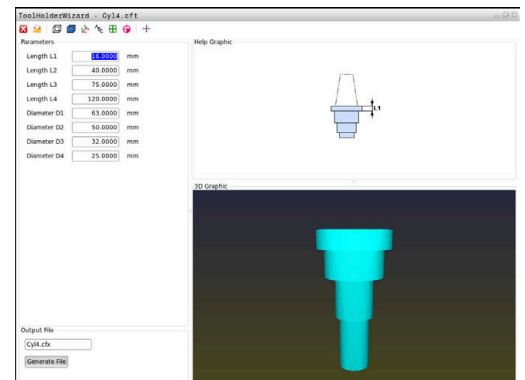 ToolHolderWizard - Cyl4.cft
Parameters
Length L1 16.0000 mm
Length L2 40.0000 mm
Length L3 75.0000 mm
Length L4 120.0000 mm
Diameter D1 63.0000 mm
Diameter D2 50.0000 mm
Diameter D3 32.0000 mm
Diameter D4 25.0000 mm
Output File
Cyl4.cfx
Generate File
Help Graphic
L1
3D Graphic